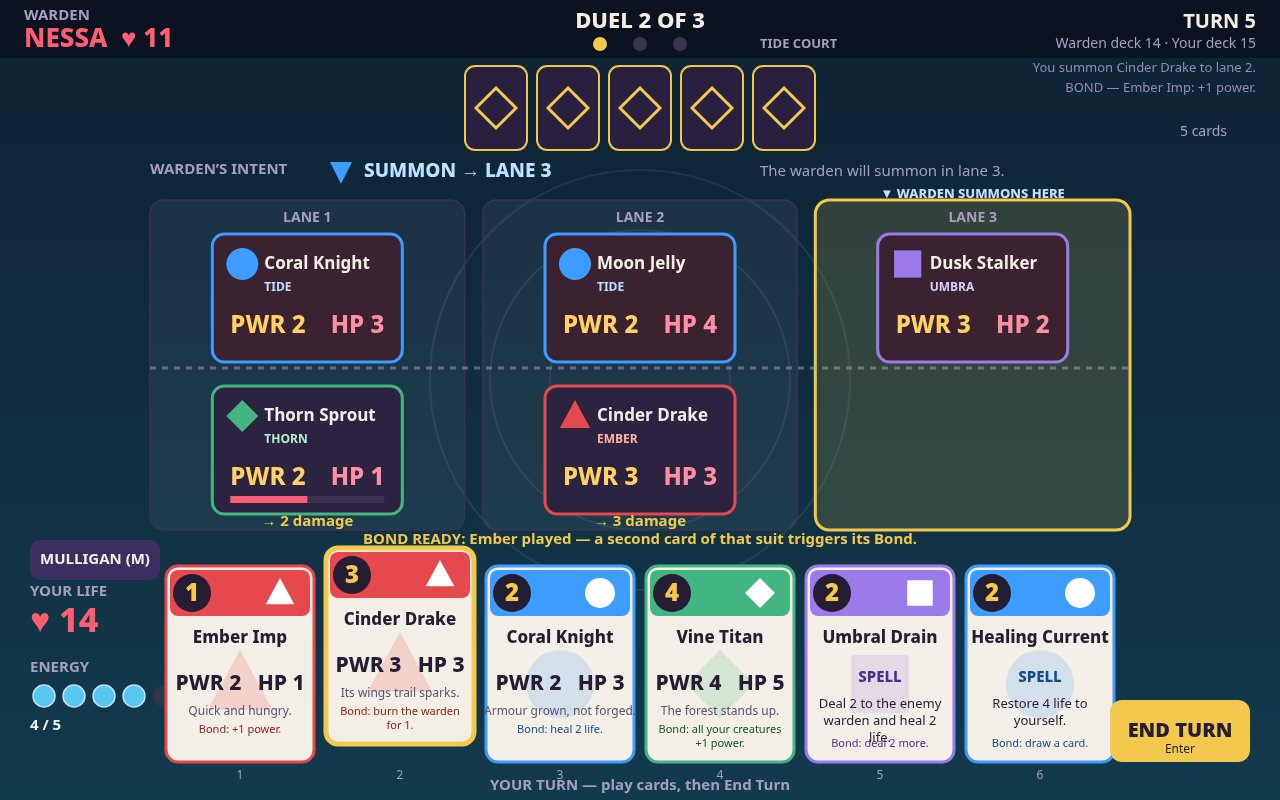 WARDEN
NESSA ♥ 11
DUEL 2 OF 3
TIDE COURT
TURN 5
Warden deck 14 · Your deck 15
You summon Cinder Drake to lane 2.
BOND — Ember Imp: +1 power.
5 cards
WARDEN'S INTENT
SUMMON → LANE 3
The warden will summon in lane 3.
▼ WARDEN SUMMONS HERE
LANE 1
LANE 2
LANE 3
Coral Knight
TIDE
PWR 2 HP 3
Moon Jelly
TIDE
PWR 2 HP 4
Dusk Stalker
UMBRA
PWR 3 HP 2
Thorn Sprout
THORN
PWR 2 HP 1
→ 2 damage
Cinder Drake
EMBER
PWR 3 HP 3
→ 3 damage
BOND READY: Ember played — a second card of that suit triggers its Bond.
MULLIGAN (M)
YOUR LIFE
♥ 14
ENERGY
4 / 5
1
Ember Imp
PWR 2 HP 1
Quick and hungry.
Bond: +1 power.
1
3
Cinder Drake
PWR 3 HP 3
Its wings trail sparks.
Bond: burn the warden
for 1.
2
2
Coral Knight
PWR 2 HP 3
Armour grown, not forged.
Bond: heal 2 life.
3
4
Vine Titan
PWR 4 HP 5
The forest stands up.
Bond: all your creatures
+1 power.
4
2
Umbral Drain
SPELL
Deal 2 to the enemy
warden and heal 2
life.
Bond: deal 2 more.
5
2
Healing Current
SPELL
Restore 4 life to
yourself.
Bond: draw a card.
6
END TURN
Enter
YOUR TURN — play cards, then End Turn